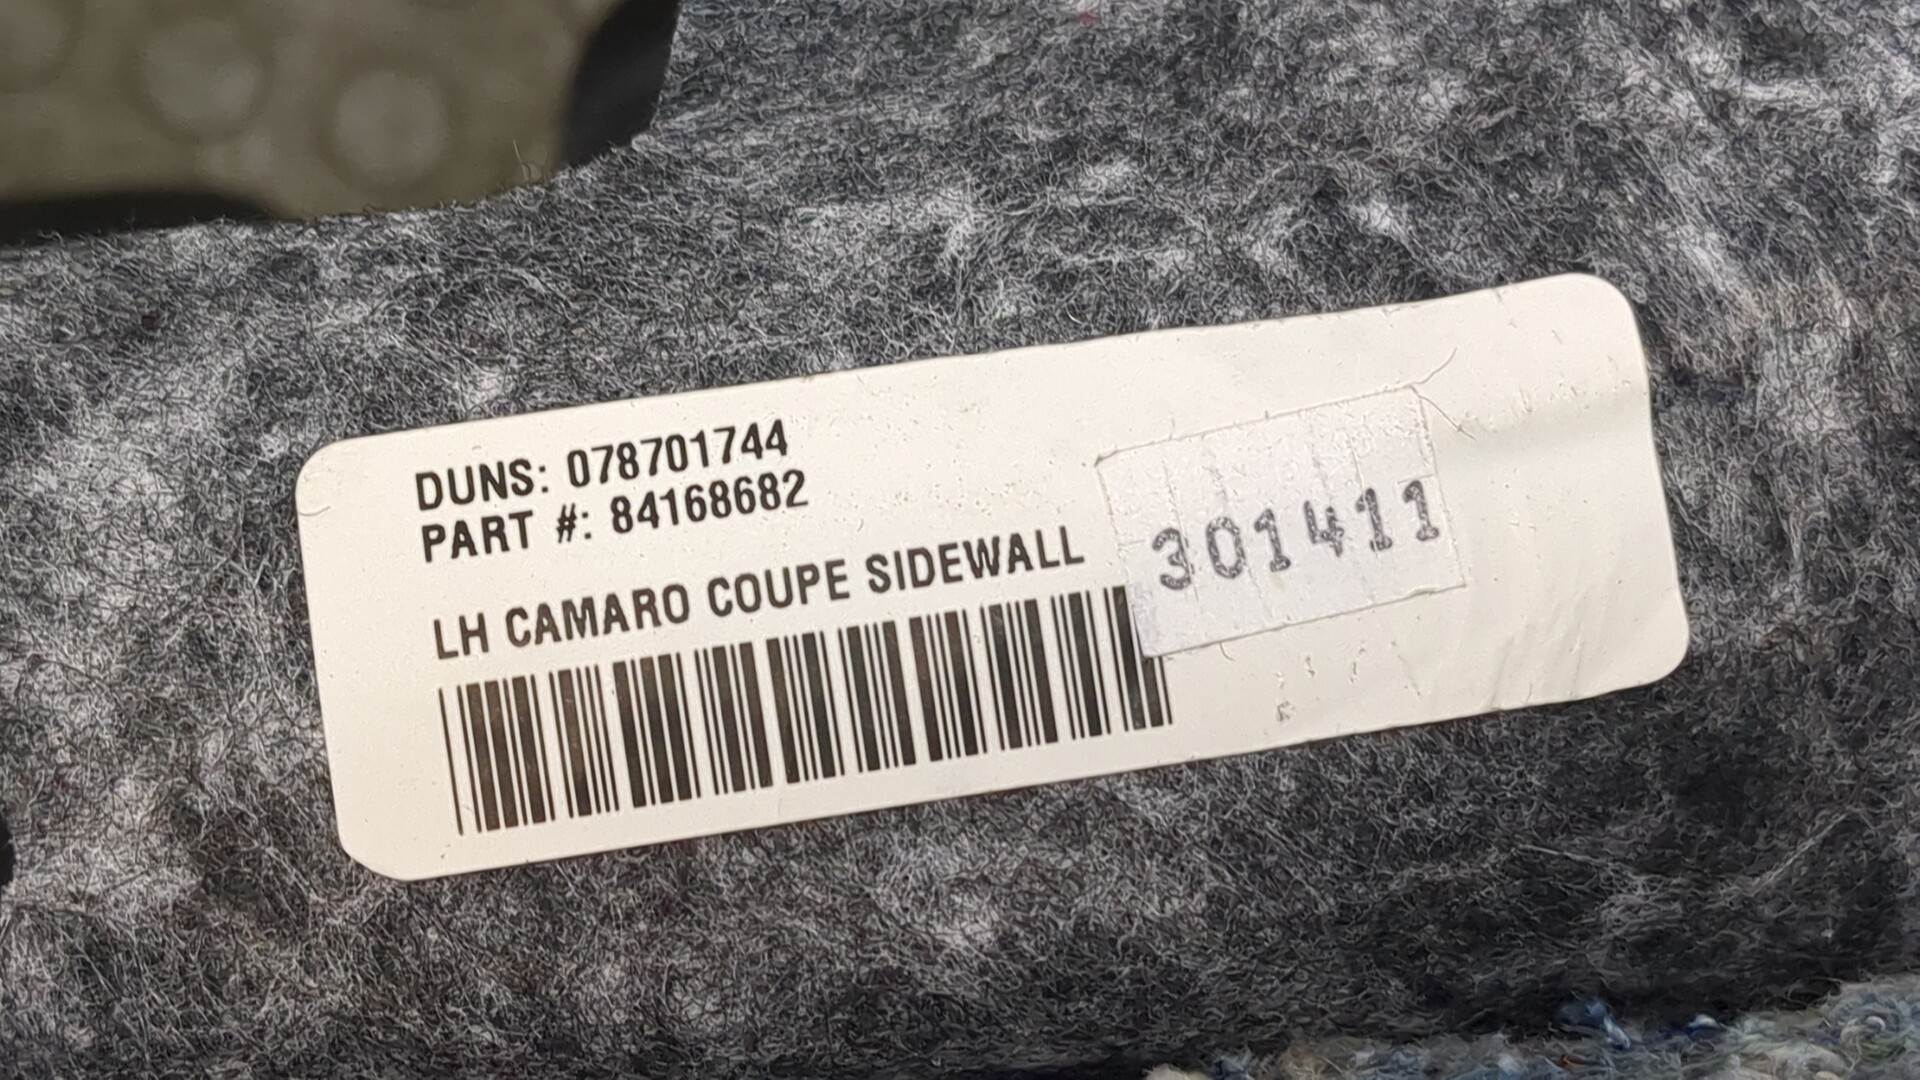 DUNS: 078701744
PART #: 84168682
LH CAMARO COUPE SIDEWALL
301411